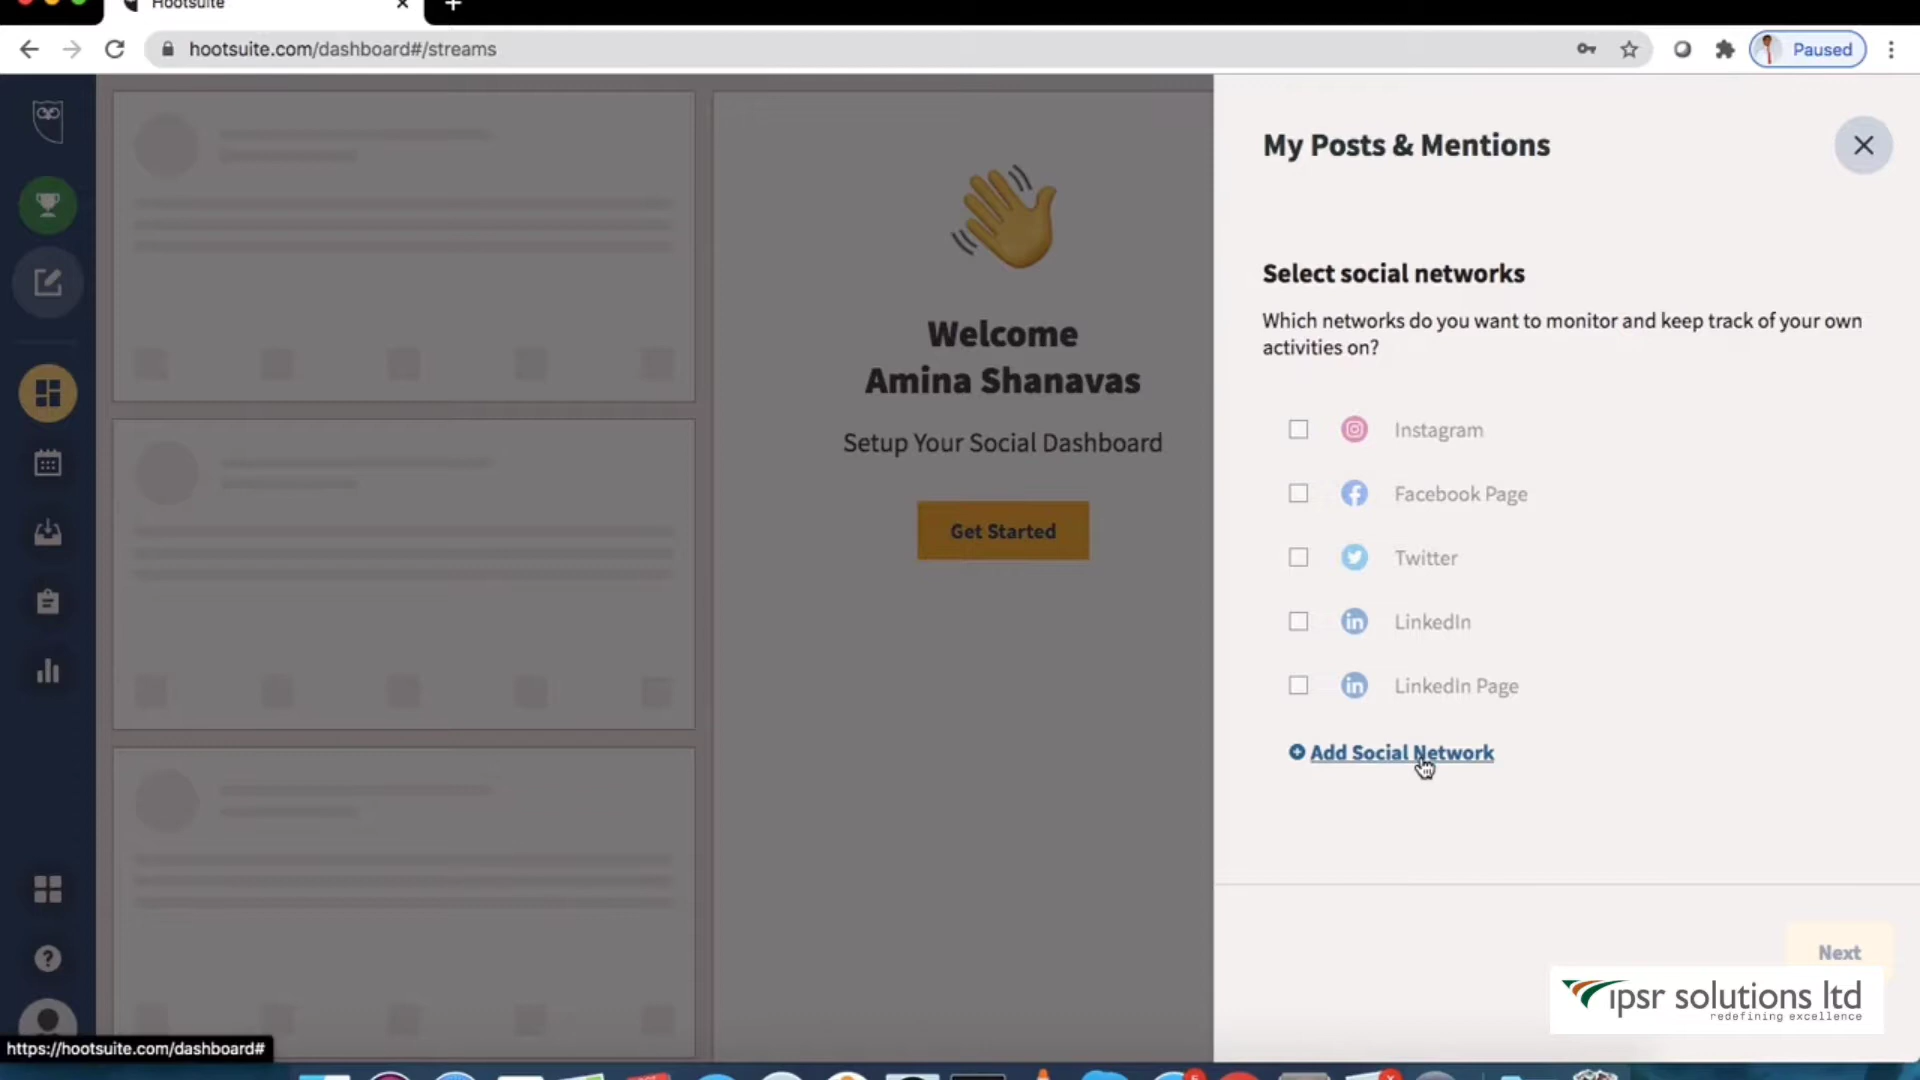 Hootsuite
hootsuite.com/dashboard#/streams
Paused
My Posts & Mentions
Welcome
Amina Shanavas
Setup Your Social Dashboard
Get Started
Select social networks
Which networks do you want to monitor and keep track of your own
activities on?
Instagram
Facebook Page
Twitter
LinkedIn
LinkedIn Page
Add Social Network
Next
ipsr solutions ltd
redefining excellence
https://hootsuite.com/dashboard#